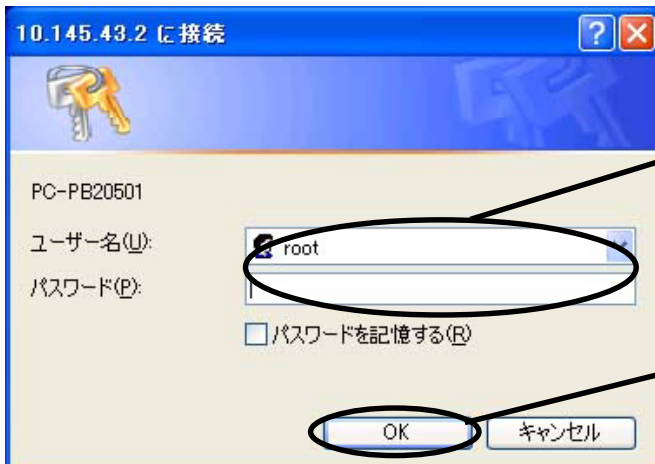 10.145.43.2 に接続
PC-PB20501
ユーザー名(U):
root
パスワード(P):
パスワードを記憶する(R)
OK
キャンセル